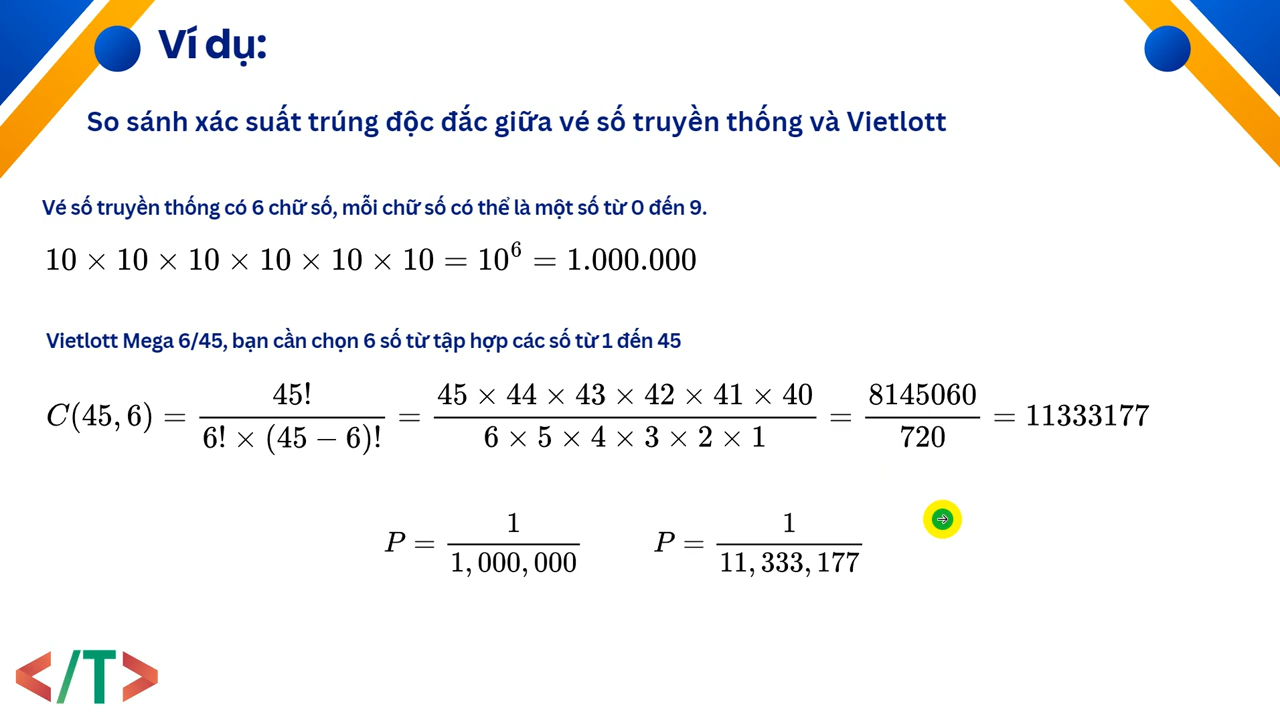 Ví dụ:
So sánh xác suất trúng độc đắc giữa vé số truyền thống và Vietlott
Vé số truyền thống có 6 chữ số, mỗi chữ số có thể là một số từ 0 đến 9.
10 × 10 × 10 × 10 × 10 × 10 = 10⁶ = 1.000.000
Vietlott Mega 6/45, bạn cần chọn 6 số từ tập hợp các số từ 1 đến 45
C(45, 6) = 45! / 6! × (45 − 6)! = 45 × 44 × 43 × 42 × 41 × 40 / 6 × 5 × 4 × 3 × 2 × 1 = 8145060 / 720 = 11333177
P = 1 / 1,000,000 P = 1 / 11,333,177
</T>